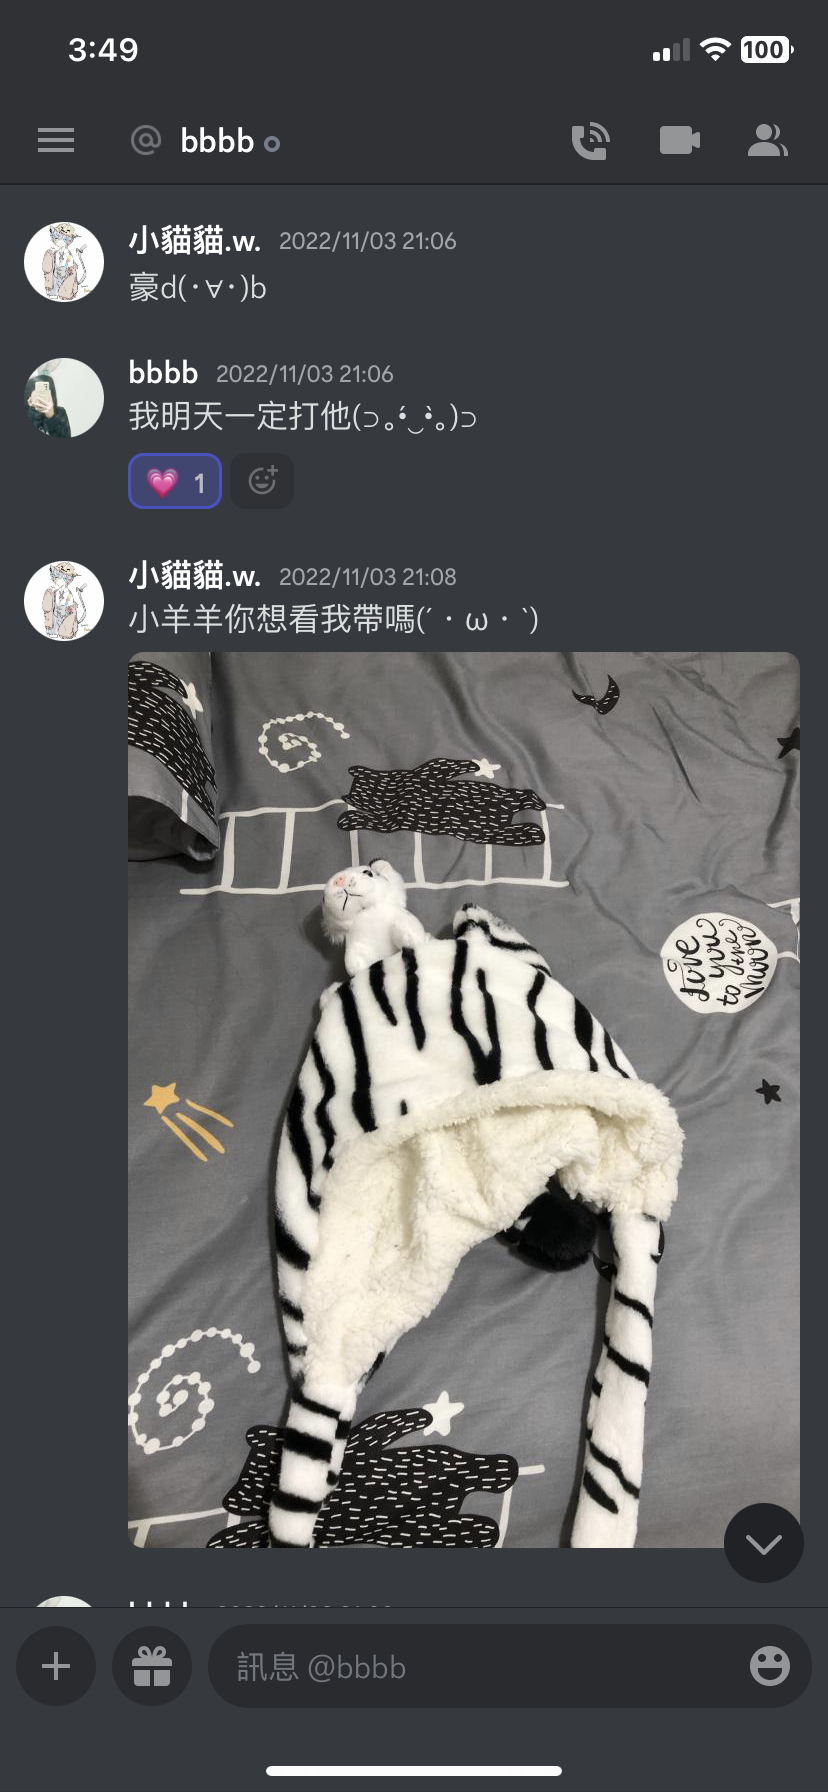 3:49
100
@ bbbb
小貓貓.w. 2022/11/03 21:06
豪d(･∀･)b
bbbb 2022/11/03 21:06
我明天一定打他(⊃｡•́‿•̀｡)⊃
💗 1
小貓貓.w. 2022/11/03 21:08
小羊羊你想看我帶嗎(´・ω・`)
love
you
to the
moon
訊息 @bbbb